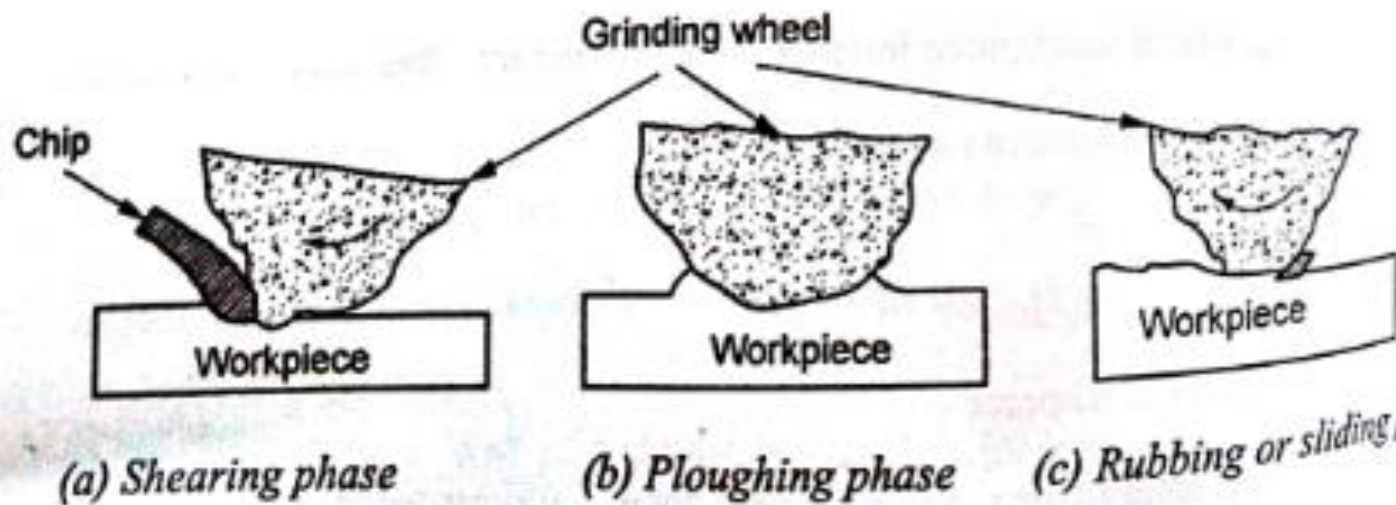 Grinding wheel
Chip
Workpiece
Workpiece
Workpiece
(a) Shearing phase
(b) Ploughing phase
(c) Rubbing or sliding